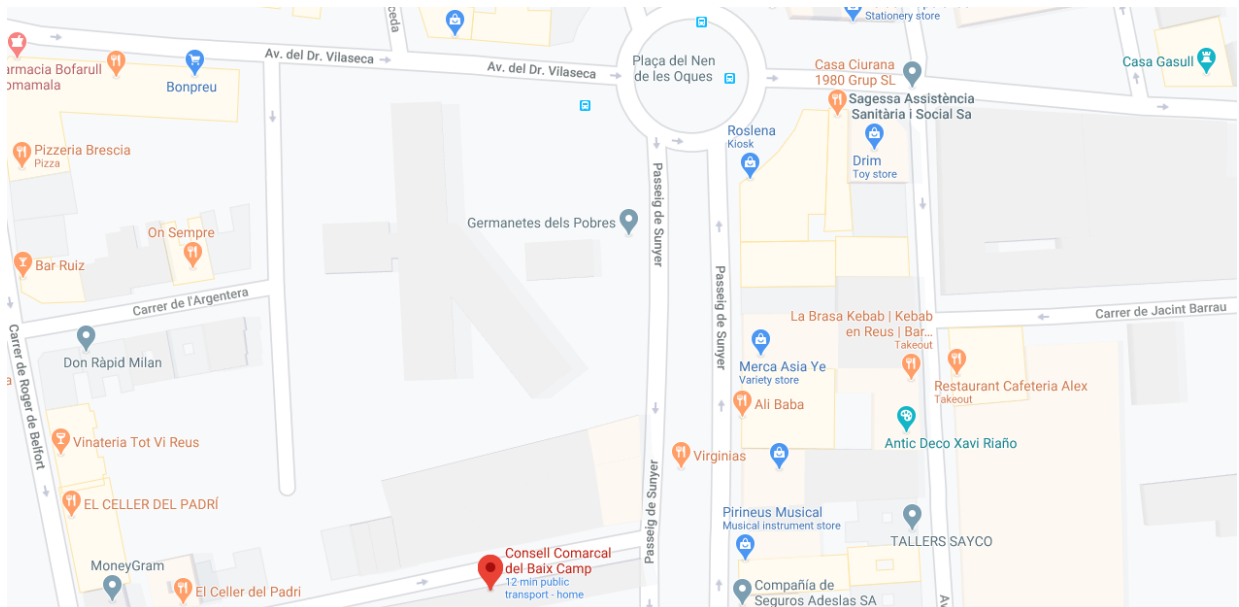 Stationery store
Av. del Dr. Vilaseca
Av. del Dr. Vilaseca
Plaça del Nen
de les Oques
Casa Ciurana
1980 Grup SL
Casa Gasull
armacia Bofarull
omamala
Bonpreu
Sagessa Assistència
Sanitària i Social Sa
Roslena
Kiosk
Drim
Toy store
Pizzeria Brescia
Pizza
Passeig de Sunyer
Germanetes dels Pobres
On Sempre
Bar Ruiz
Carrer de l'Argentera
Passeig de Sunyer
Carrer de Jacint Barrau
La Brasa Kebab | Kebab
en Reus | Bar...
Takeout
Carrer de Roger de Belfort
Don Ràpid Milan
Merca Asia Ye
Variety store
Restaurant Cafeteria Alex
Takeout
Ali Baba
Antic Deco Xavi Riaño
Vinateria Tot Vi Reus
Virginias
Passeig de Sunyer
EL CELLER DEL PADRÍ
Pirineus Musical
Musical instrument store
TALLERS SAYCO
Consell Comarcal
del Baix Camp
12 min public
transport - home
MoneyGram
El Celler del Padri
Compañía de
Seguros Adeslas SA